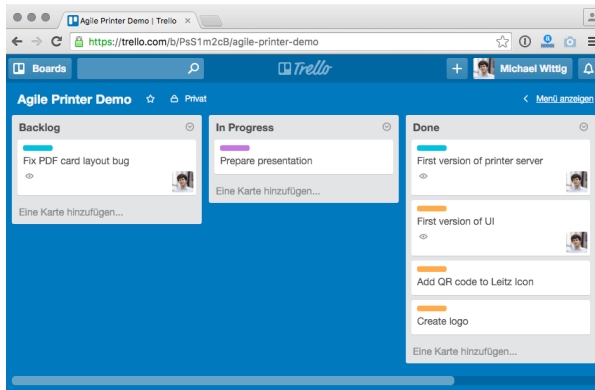 Agile Printer Demo | Trello
https://trello.com/b/PsS1m2cB/agile-printer-demo
Boards
Trello
Michael Wittig
Agile Printer Demo
Privat
Menü anzeigen
Backlog
Fix PDF card layout bug
Eine Karte hinzufügen...
In Progress
Prepare presentation
Eine Karte hinzufügen...
Done
First version of printer server
First version of UI
Add QR code to Leitz Icon
Create logo
Eine Karte hinzufügen...